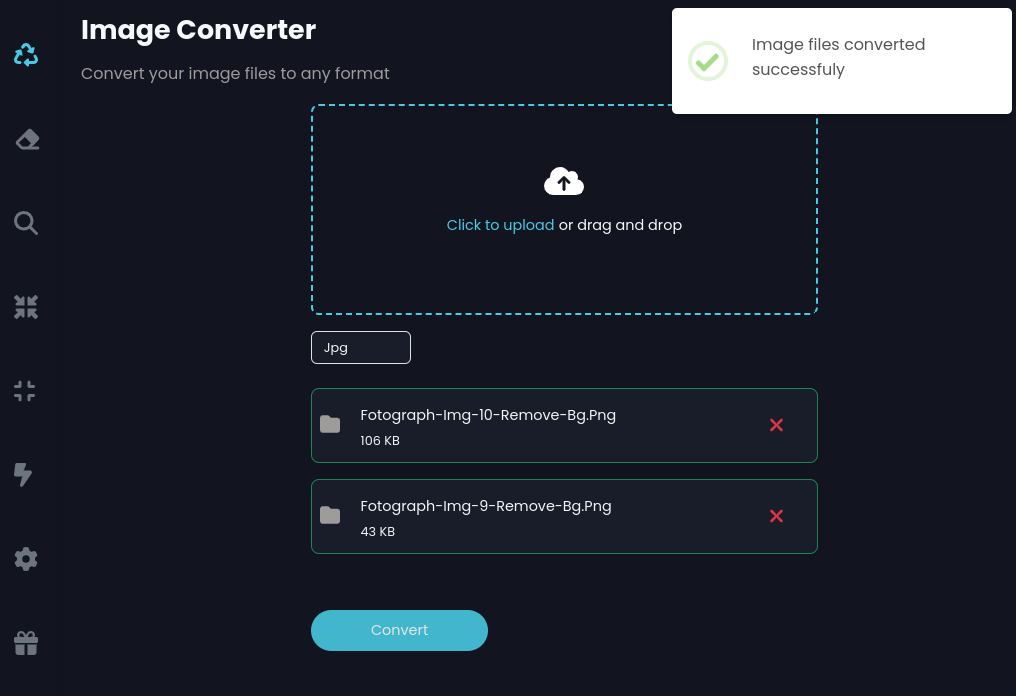 Image Converter
Convert your image files to any format
Image files converted
successfuly
Click to upload or drag and drop
Jpg
Fotograph-Img-10-Remove-Bg.Png
106 KB
Fotograph-Img-9-Remove-Bg.Png
43 KB
Convert